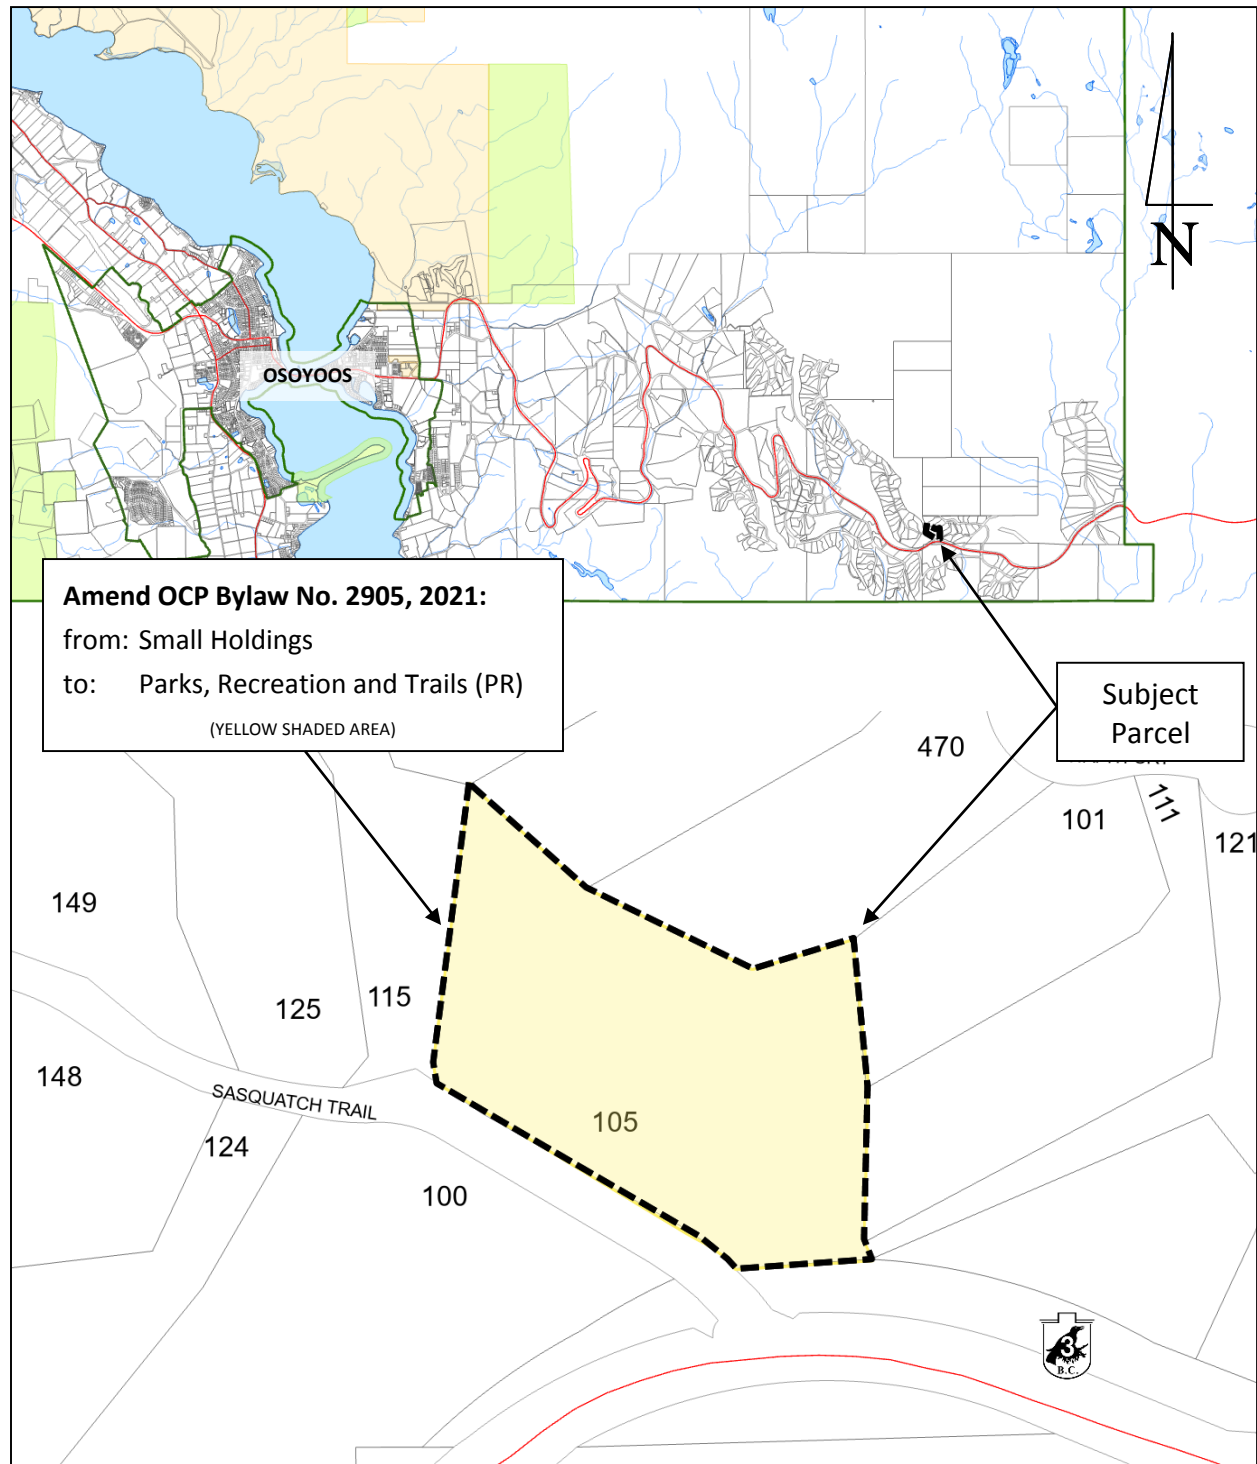 N
OSOYOOS
Amend OCP Bylaw No. 2905, 2021:
from: Small Holdings
to: Parks, Recreation and Trails (PR)
(YELLOW SHADED AREA)
Subject
Parcel
470
101
111
121
149
125
115
148
SASQUATCH TRAIL
124
105
100
3
B.C.